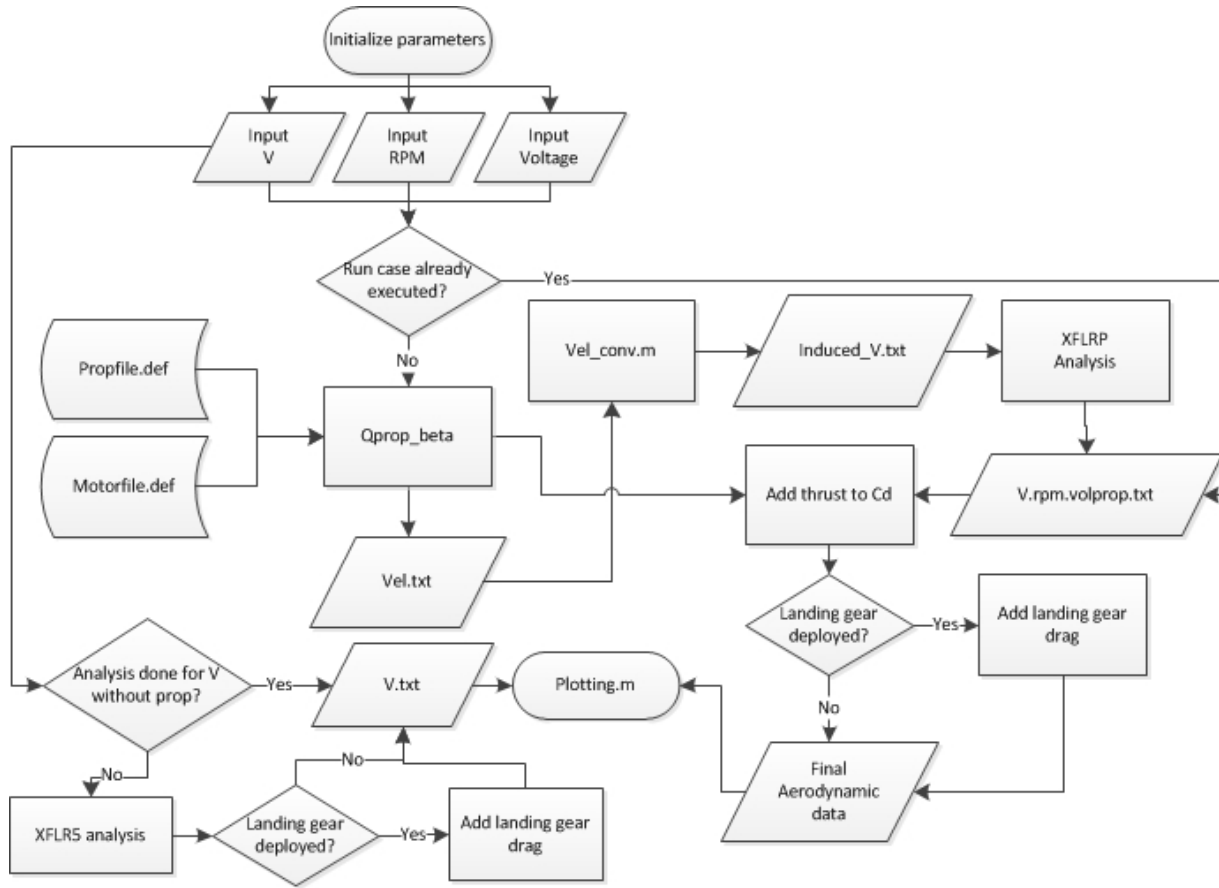 Initialize parameters
Input
V
Input
RPM
Input
Voltage
Run case already
executed?
Yes
No
Propfile.def
Motorfile.def
Qprop_beta
Vel_conv.m
Induced_V.txt
XFLRP
Analysis
Add thrust to Cd
V.rpm.volprop.txt
Vel.txt
Landing gear
deployed?
Yes
Add landing gear
drag
No
Analysis done for V
without prop?
Yes
V.txt
Plotting.m
Final
Aerodynamic
data
No
XFLR5 analysis
Landing gear
deployed?
No
Yes
Add landing gear
drag